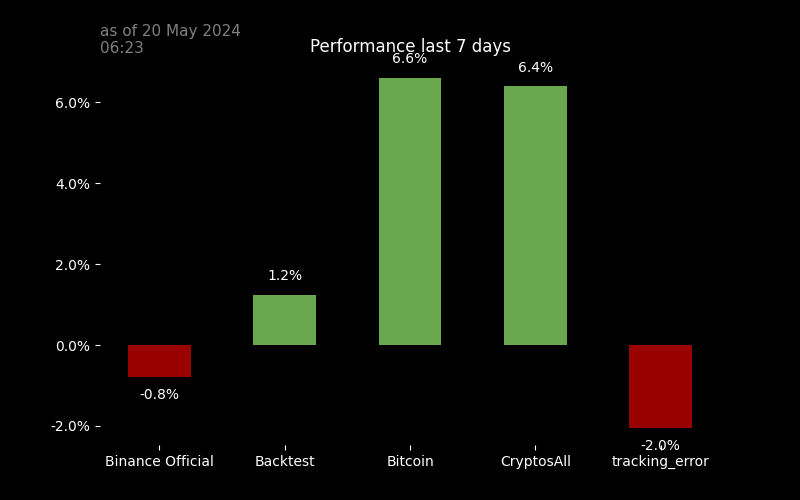 as of 20 May 2024
06:23
Performance last 7 days
6.6%
6.4%
6.0%
4.0%
2.0%
1.2%
0.0%
-0.8%
-2.0%
-2.0%
Binance Official
Backtest
Bitcoin
CryptosAll
tracking_error